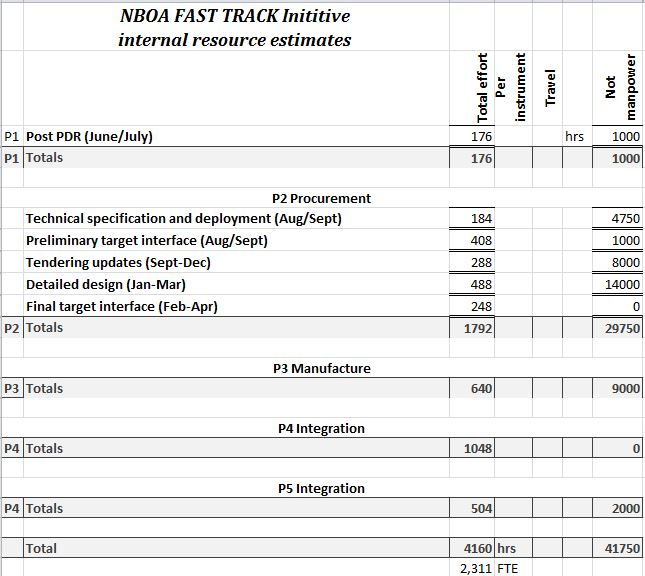 NBOA FAST TRACK Inititive
internal resource estimates
Total effort
Per instrument
Travel
Not manpower
P1 Post PDR (June/July) 176 hrs 1000
P1 Totals 176 1000
P2 Procurement
Technical specification and deployment (Aug/Sept) 184 4750
Preliminary target interface (Aug/Sept) 408 1000
Tendering updates (Sept-Dec) 288 8000
Detailed design (Jan-Mar) 488 14000
Final target interface (Feb-Apr) 248 0
P2 Totals 1792 29750
P3 Manufacture
P3 Totals 640 9000
P4 Integration
P4 Totals 1048 0
P5 Integration
P4 Totals 504 2000
Total 4160 hrs 41750
2,311 FTE